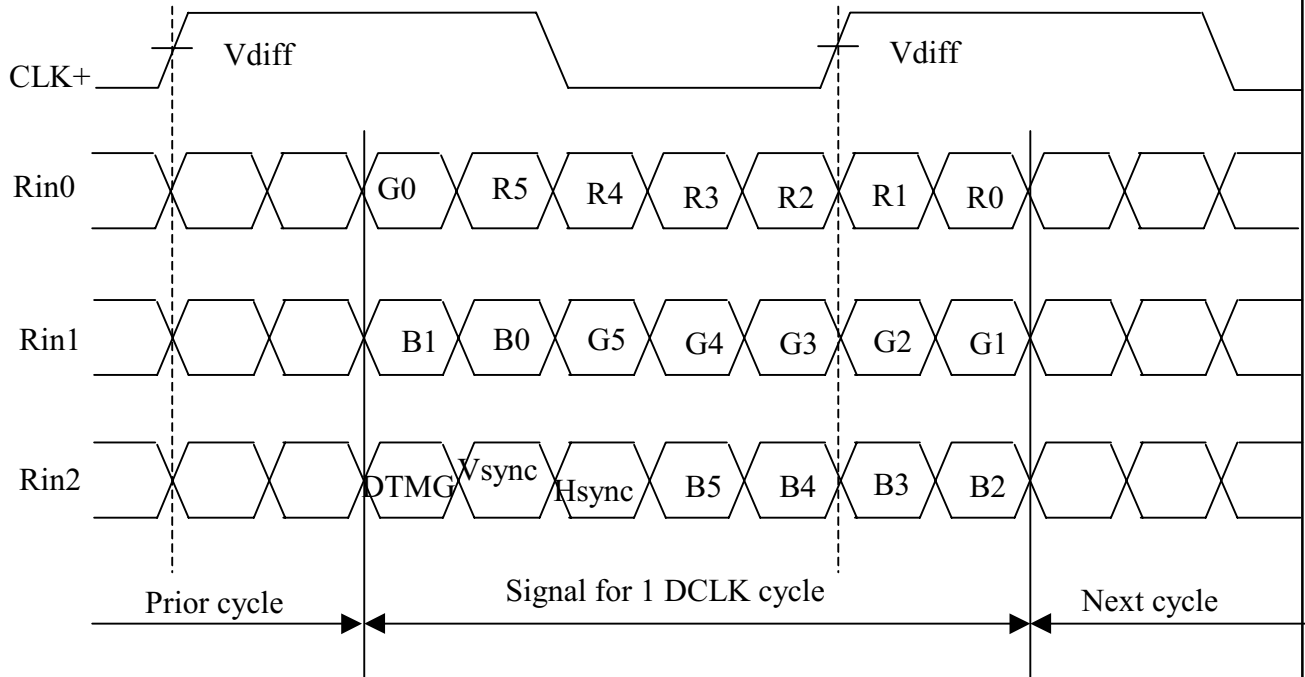 Vdiff Vdiff
CLK+
Rin0 G0 R5 R4 R3 R2 R1 R0
Rin1 B1 B0 G5 G4 G3 G2 G1
Rin2 DTMG Vsync Hsync B5 B4 B3 B2
Prior cycle Signal for 1 DCLK cycle Next cycle